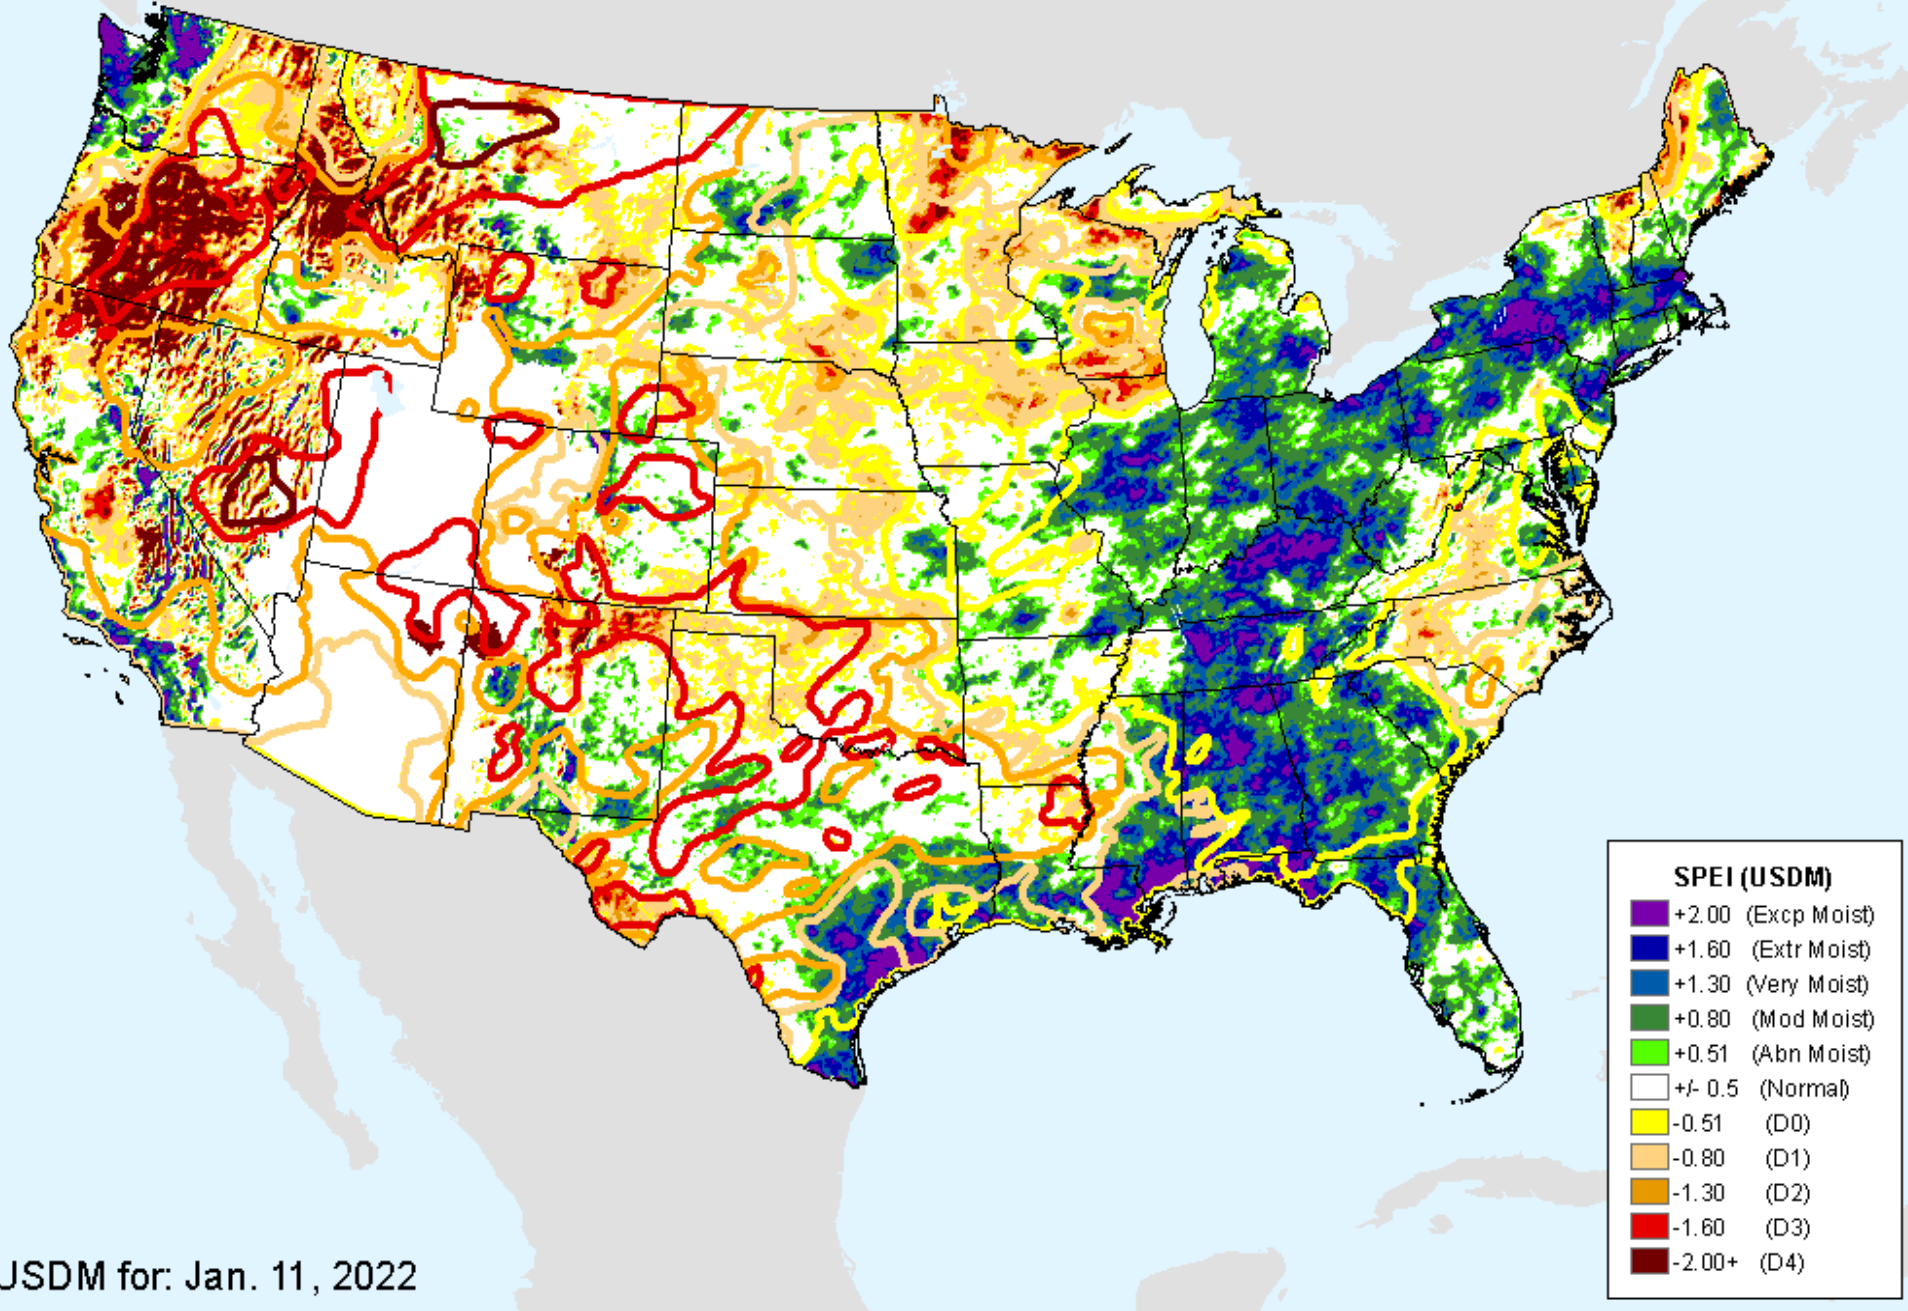 SPEI (USDM)
+2.00 (Excp Moist)
+1.60 (Extr Moist)
+1.30 (Very Moist)
+0.80 (Mod Moist)
+0.51 (Abn Moist)
+/- 0.5 (Normal)
-0.51 (D0)
-0.80 (D1)
-1.30 (D2)
-1.60 (D3)
-2.00+ (D4)
USDM for: Jan. 11, 2022